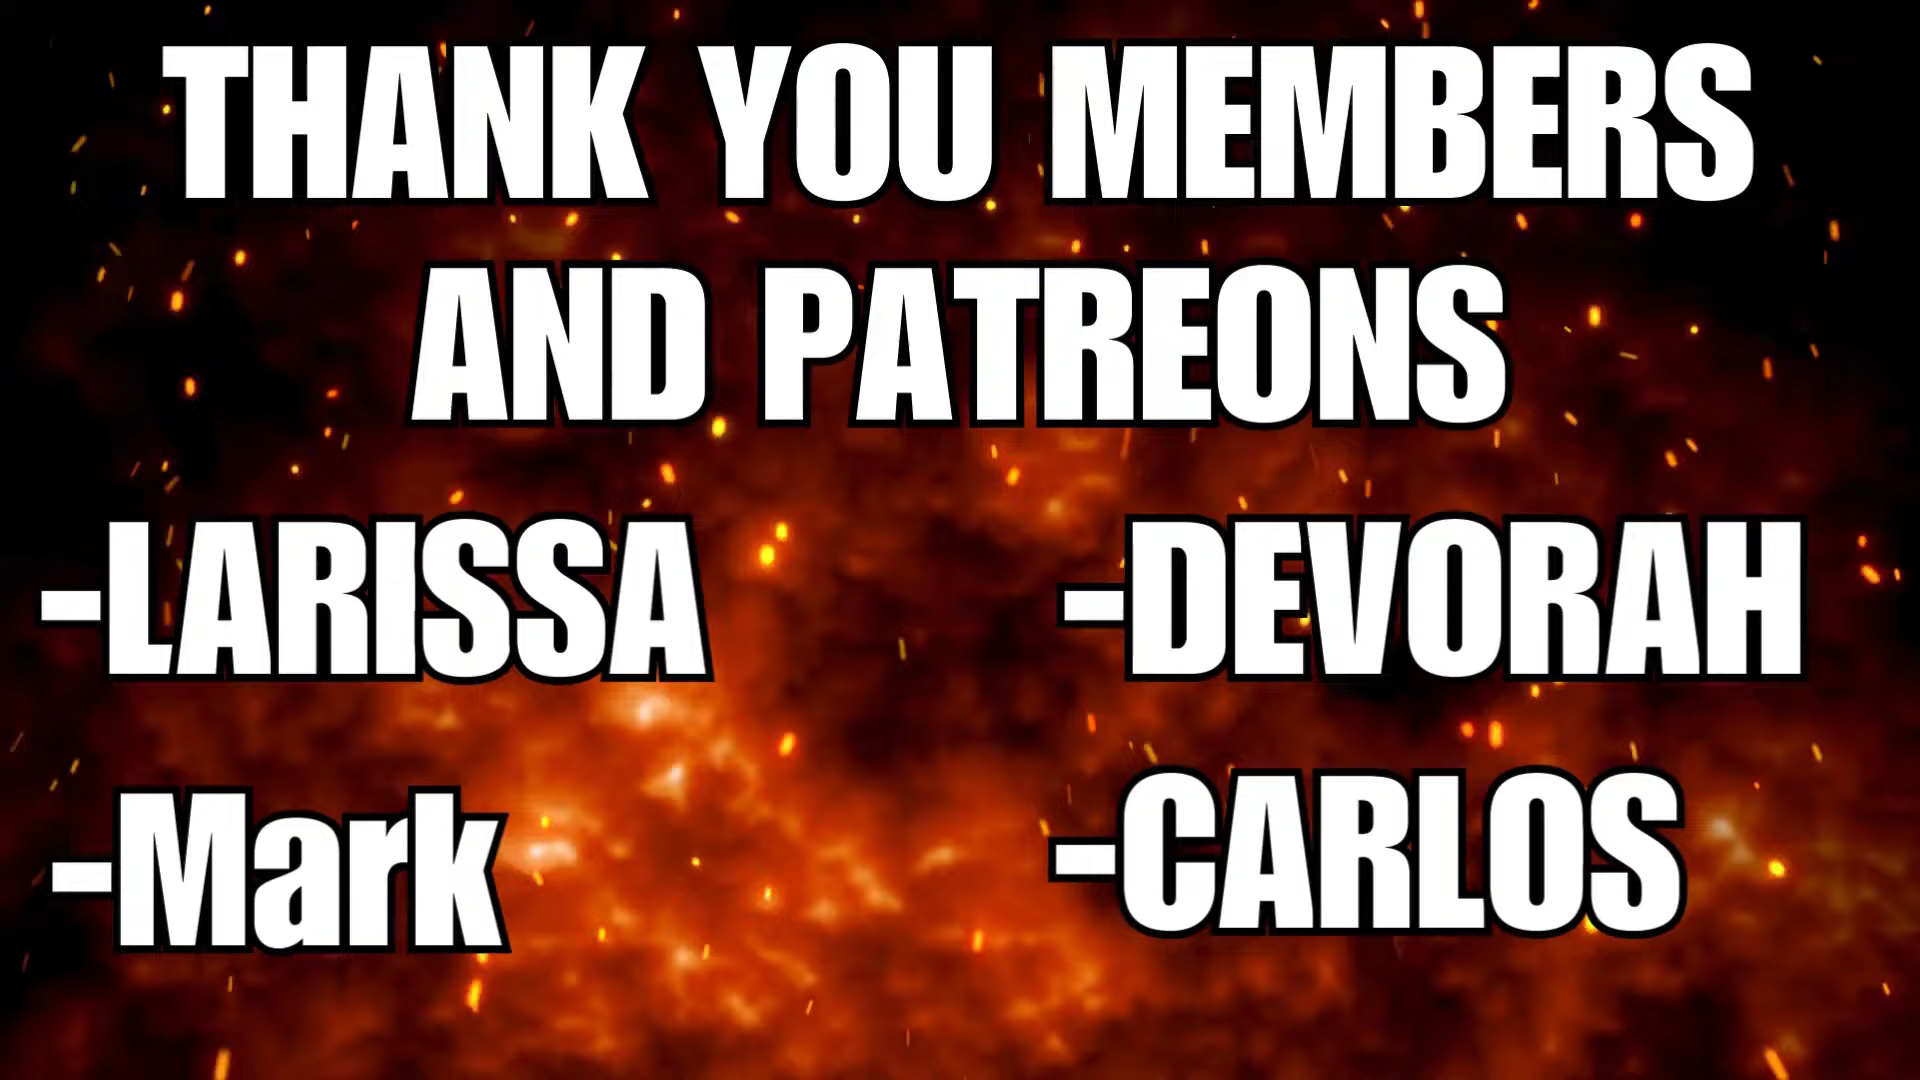 THANK YOU MEMBERS
AND PATREONS
-LARISSA
-DEVORAH
-Mark
-CARLOS